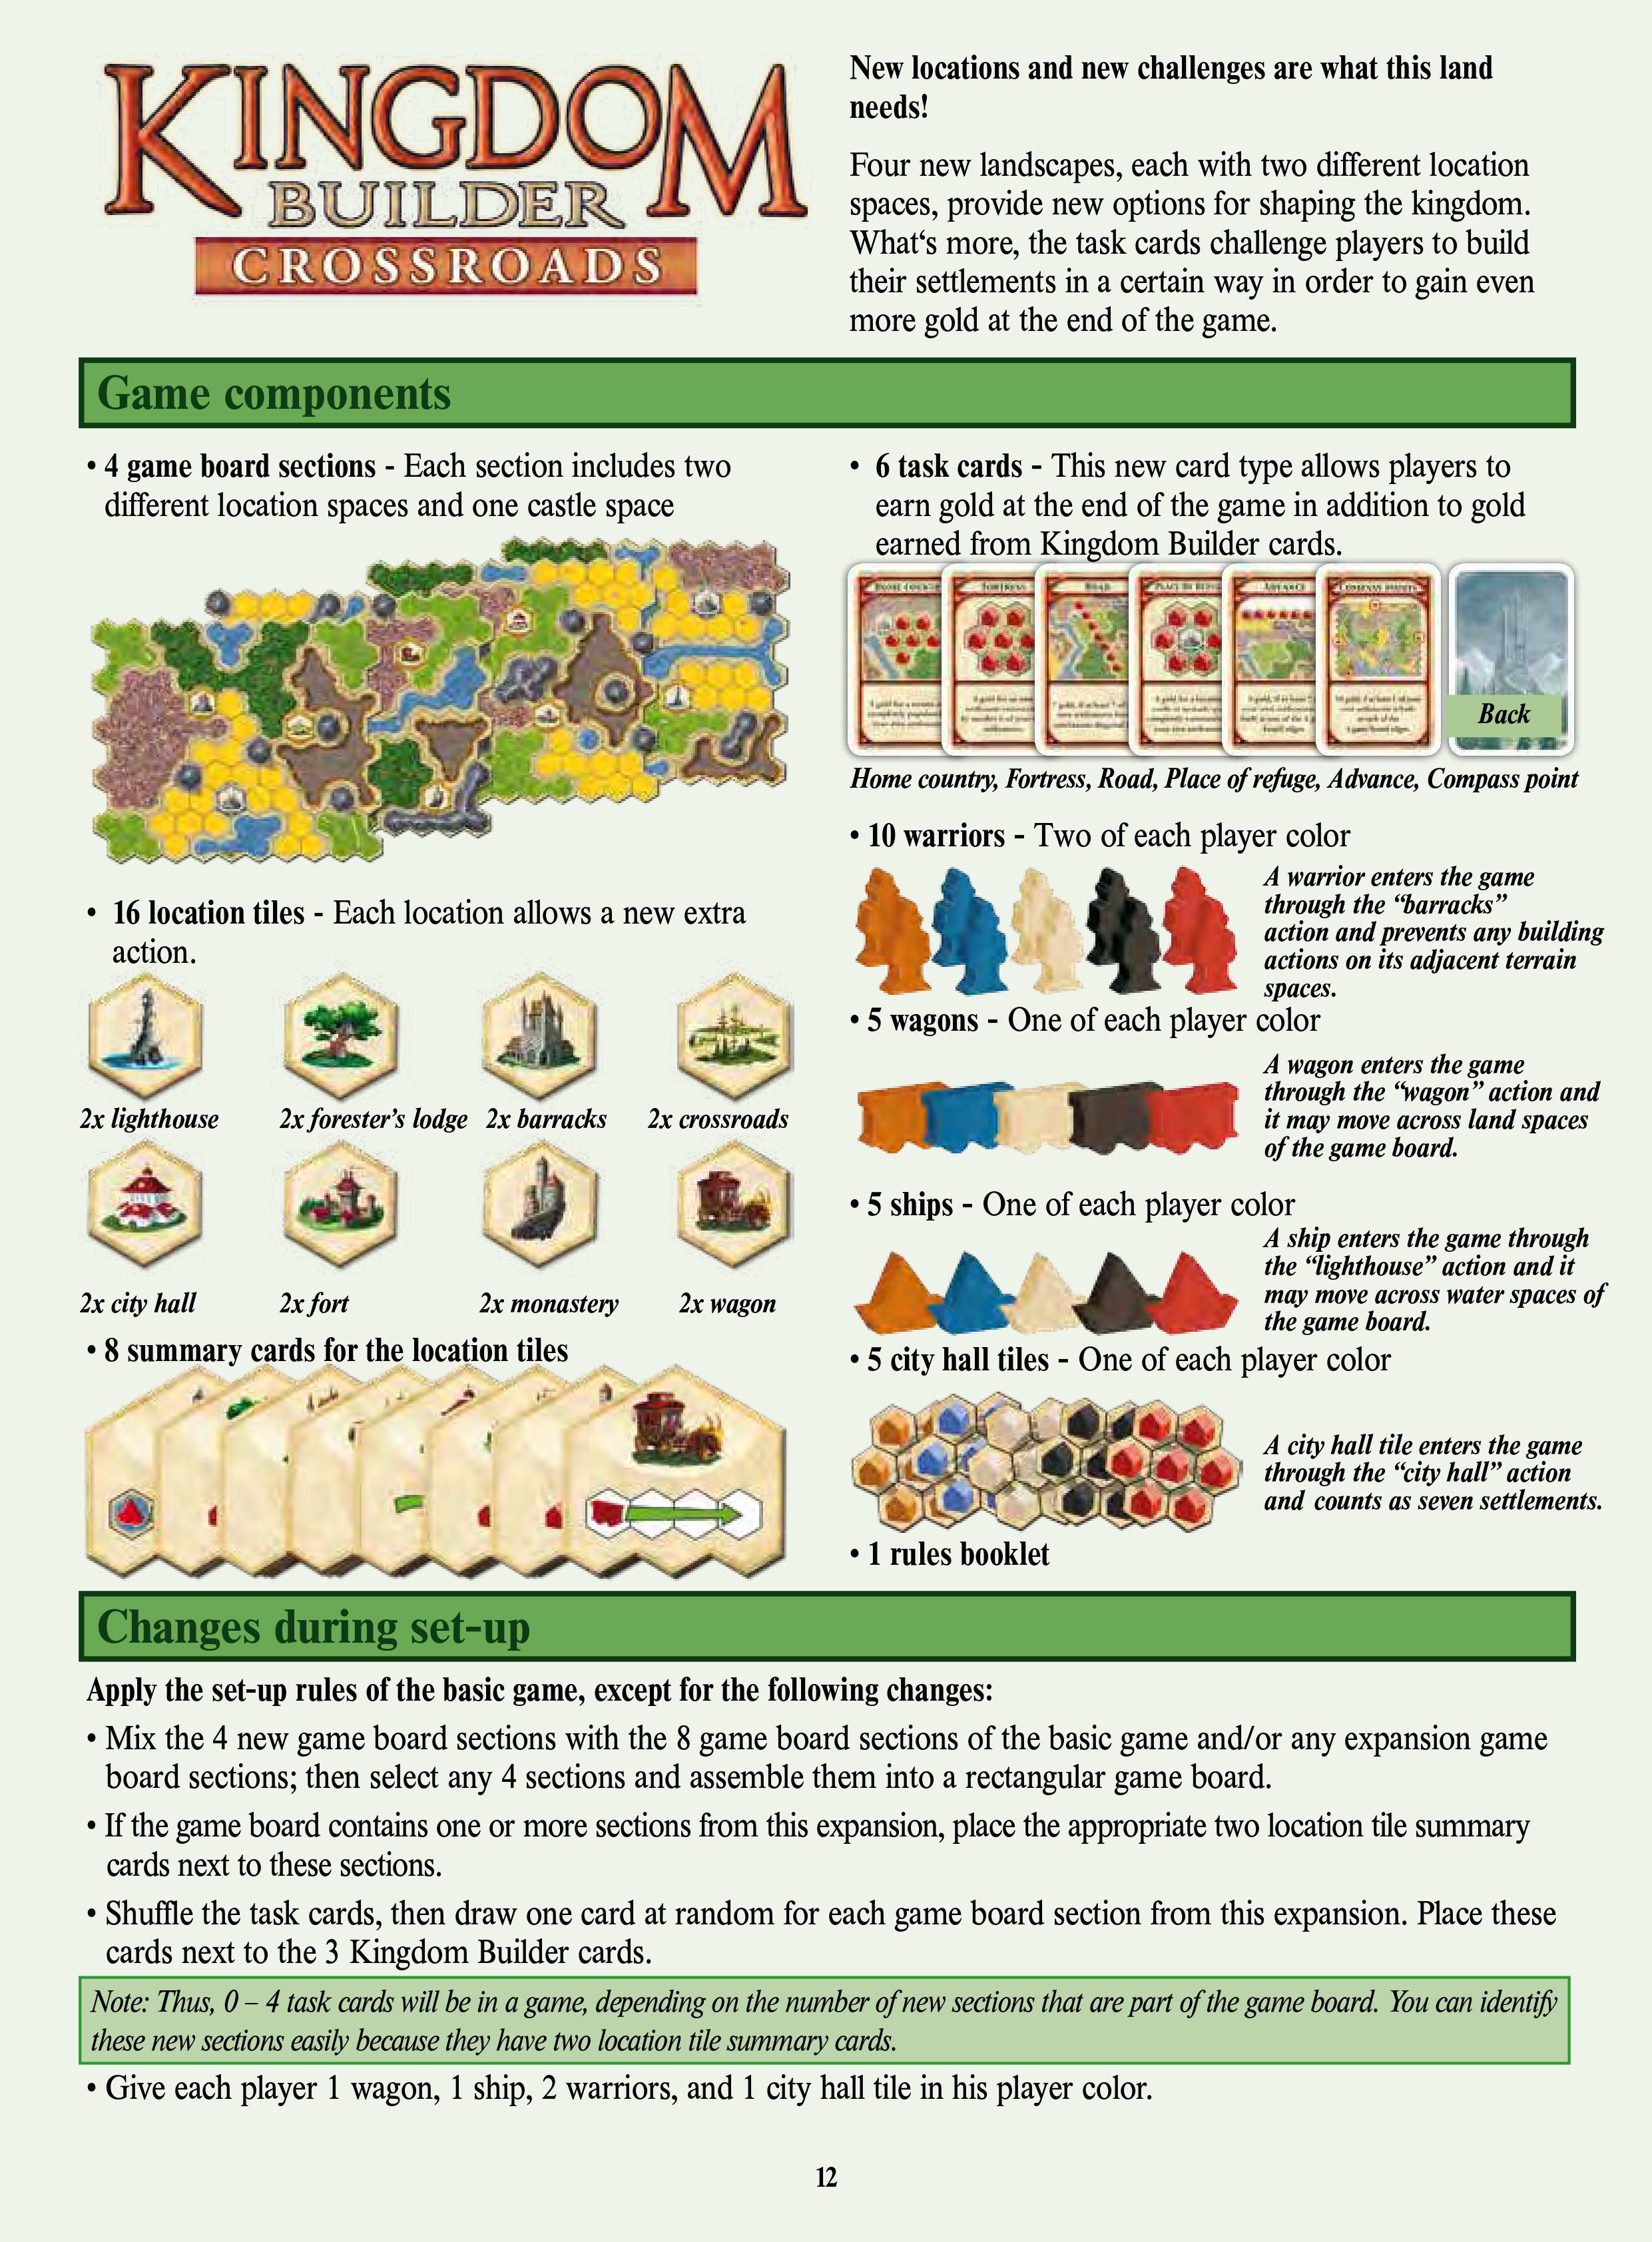 KINGDOM
BUILDER
CROSSROADS
New locations and new challenges are what this land
needs!
Four new landscapes, each with two different location
spaces, provide new options for shaping the kingdom.
What‘s more, the task cards challenge players to build
their settlements in a certain way in order to gain even
more gold at the end of the game.
Game components
• 4 game board sections - Each section includes two
different location spaces and one castle space
• 16 location tiles - Each location allows a new extra
action.
2x lighthouse 2x forester’s lodge 2x barracks 2x crossroads
2x city hall 2x fort 2x monastery 2x wagon
• 8 summary cards for the location tiles
• 6 task cards - This new card type allows players to
earn gold at the end of the game in addition to gold
earned from Kingdom Builder cards.
FORTRESS
ROAD
ADVANCE
Back
Home country, Fortress, Road, Place of refuge, Advance, Compass point
• 10 warriors - Two of each player color
A warrior enters the game
through the “barracks”
action and prevents any building
actions on its adjacent terrain
spaces.
• 5 wagons - One of each player color
A wagon enters the game
through the “wagon” action and
it may move across land spaces
of the game board.
• 5 ships - One of each player color
A ship enters the game through
the “lighthouse” action and it
may move across water spaces of
the game board.
• 5 city hall tiles - One of each player color
A city hall tile enters the game
through the “city hall” action
and counts as seven settlements.
• 1 rules booklet
Changes during set-up
Apply the set-up rules of the basic game, except for the following changes:
• Mix the 4 new game board sections with the 8 game board sections of the basic game and/or any expansion game
board sections; then select any 4 sections and assemble them into a rectangular game board.
• If the game board contains one or more sections from this expansion, place the appropriate two location tile summary
cards next to these sections.
• Shuffle the task cards, then draw one card at random for each game board section from this expansion. Place these
cards next to the 3 Kingdom Builder cards.
Note: Thus, 0 – 4 task cards will be in a game, depending on the number of new sections that are part of the game board. You can identify
these new sections easily because they have two location tile summary cards.
• Give each player 1 wagon, 1 ship, 2 warriors, and 1 city hall tile in his player color.
12